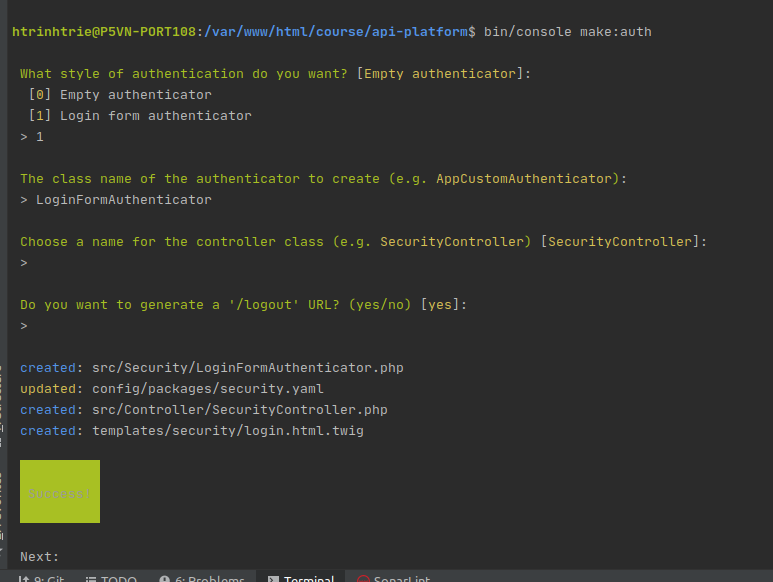 htrinhtrie@P5VN-PORT108:/var/www/html/course/api-platform$ bin/console make:auth
What style of authentication do you want? [Empty authenticator]:
[0] Empty authenticator
[1] Login form authenticator
> 1
The class name of the authenticator to create (e.g. AppCustomAuthenticator):
> LoginFormAuthenticator
Choose a name for the controller class (e.g. SecurityController) [SecurityController]:
>
Do you want to generate a '/logout' URL? (yes/no) [yes]:
>
created: src/Security/LoginFormAuthenticator.php
updated: config/packages/security.yaml
created: src/Controller/SecurityController.php
created: templates/security/login.html.twig
Success!
Next:
9: Git TODO 6: Problems Terminal SonarLint